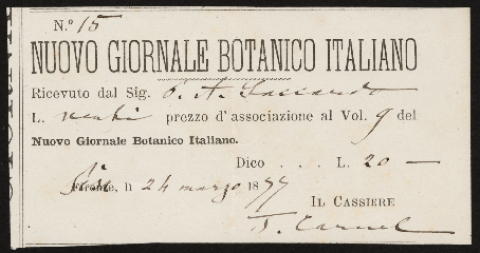 N.º 15
NUOVO GIORNALE BOTANICO ITALIANO
Ricevuto dal Sig. P. A. Saccardo
L. venti prezzo d'associazione al Vol. 9 del
Nuovo Giornale Botanico Italiano.
Dico . . . L. 20 —
Firenze, li 24 marzo 1877
IL CASSIERE
T. Caruel